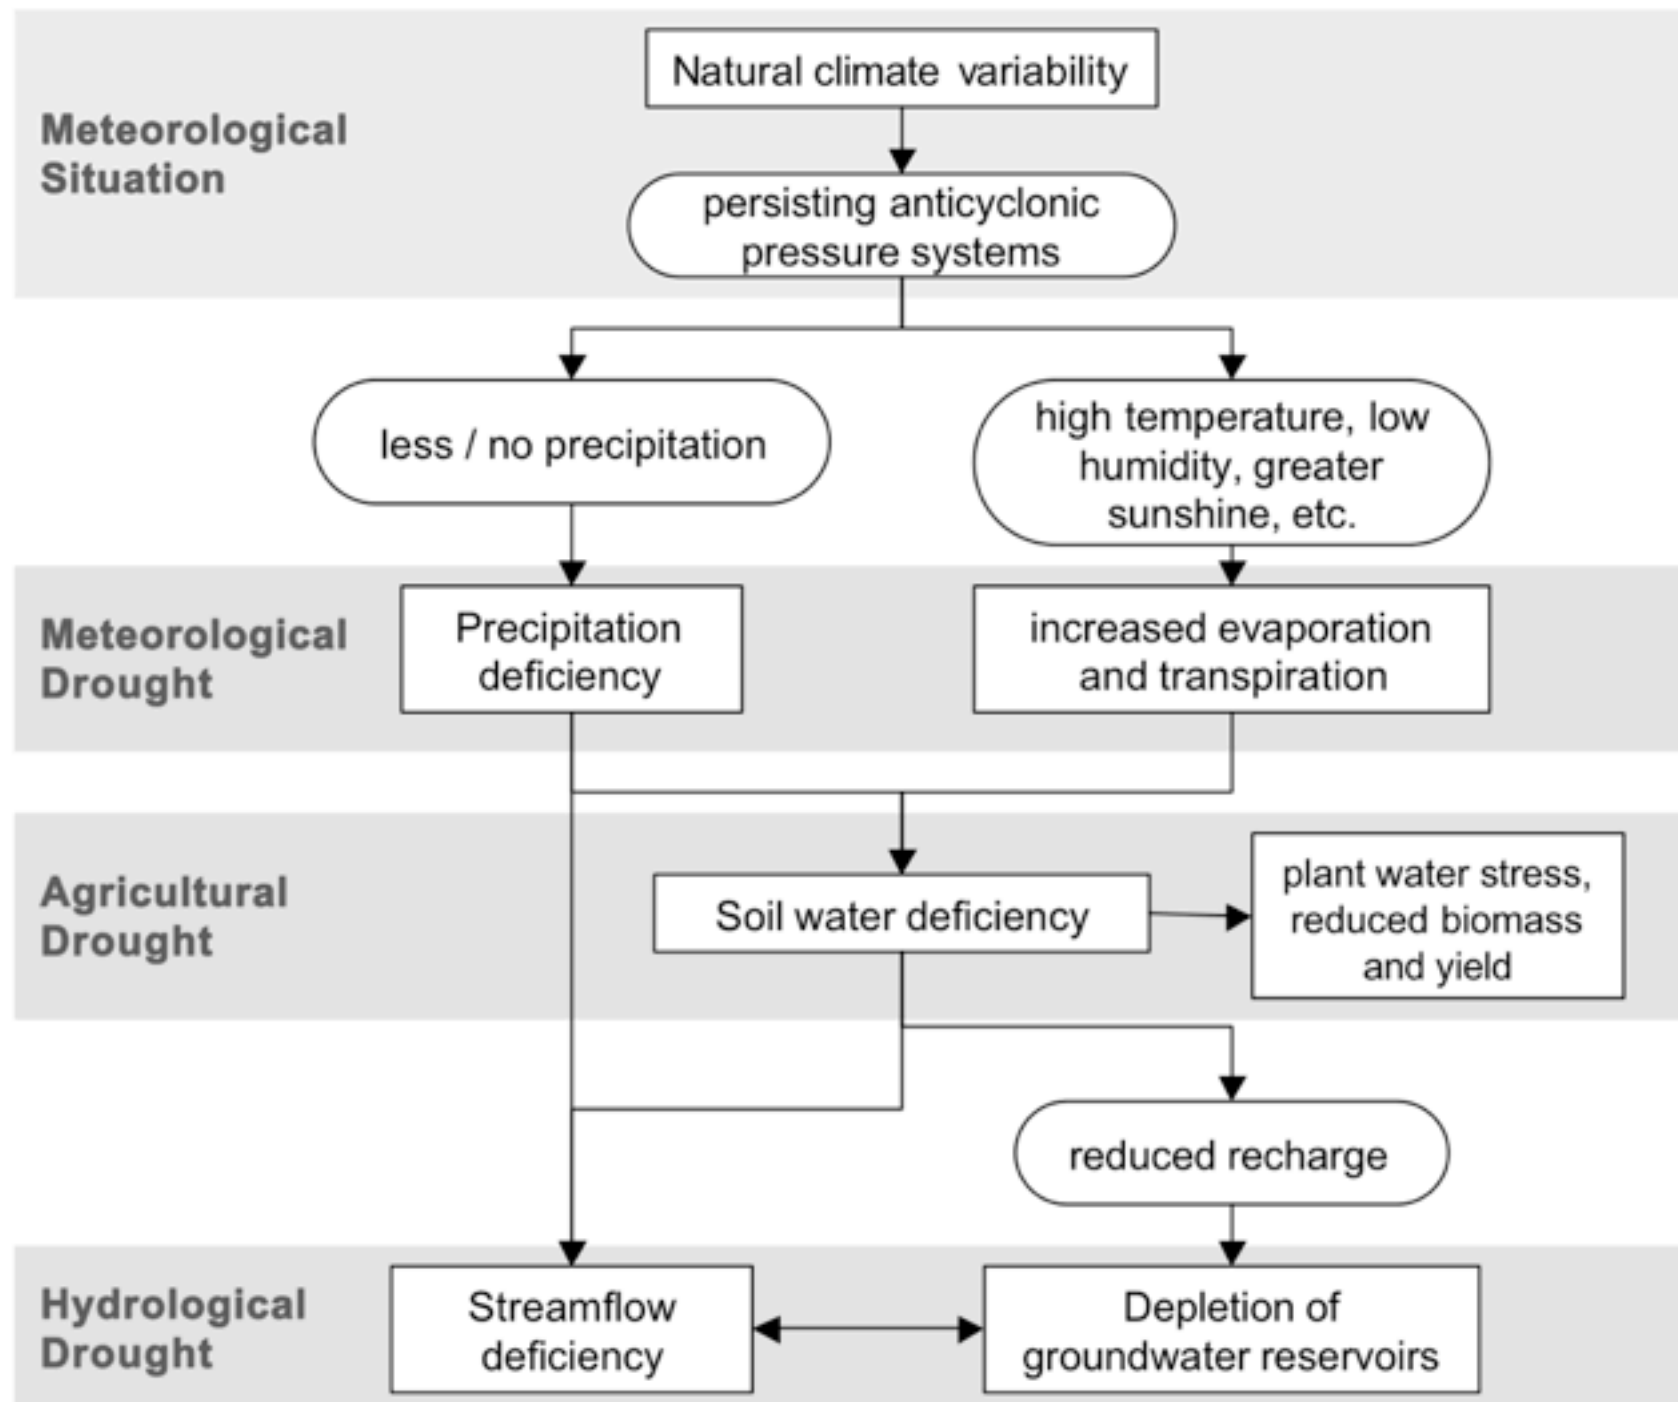 Natural climate variability
Meteorological
Situation
persisting anticyclonic
pressure systems
less / no precipitation
high temperature, low
humidity, greater
sunshine, etc.
Meteorological
Drought
Precipitation
deficiency
increased evaporation
and transpiration
Agricultural
Drought
Soil water deficiency
plant water stress,
reduced biomass
and yield
reduced recharge
Hydrological
Drought
Streamflow
deficiency
Depletion of
groundwater reservoirs